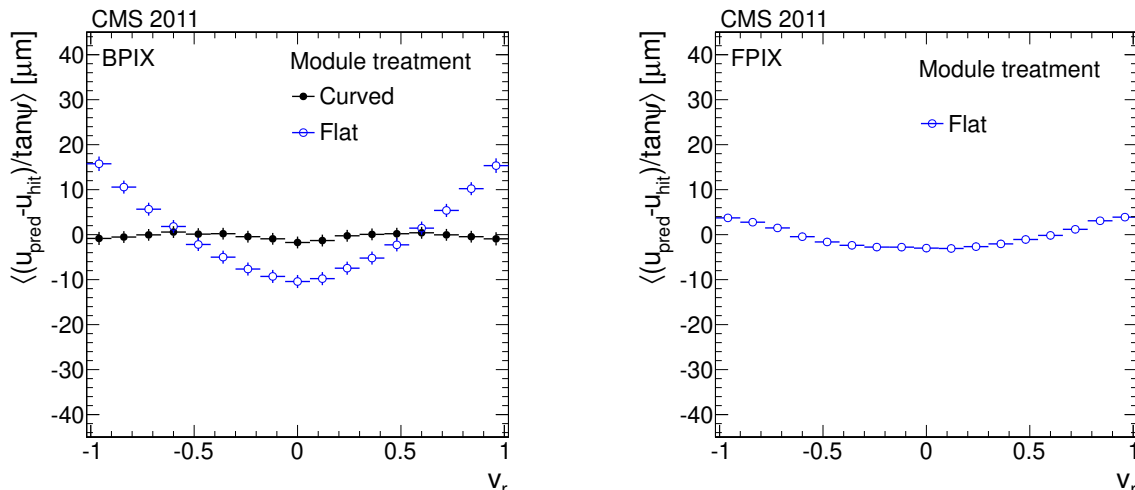 CMS 2011
⟨(u_pred-u_hit)/tanψ⟩ [μm]
BPIX
Module treatment
Curved
Flat
40
30
20
10
0
-10
-20
-30
-40
-1 -0.5 0 0.5 1
v_r
CMS 2011
⟨(u_pred-u_hit)/tanψ⟩ [μm]
FPIX
Module treatment
Flat
40
30
20
10
0
-10
-20
-30
-40
-1 -0.5 0 0.5 1
v_r